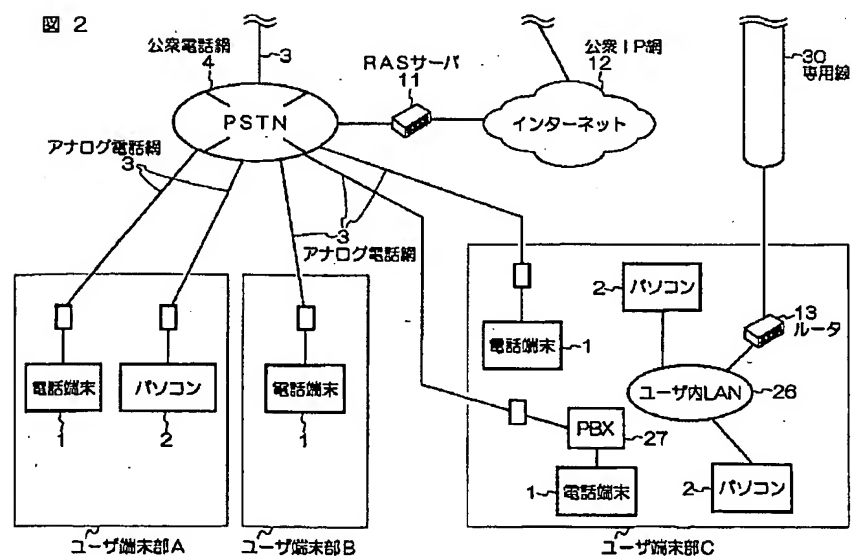 図 2
公衆電話網
4
3
RASサーバ
11
公衆IP網
12
30
専用線
PSTN
インターネット
アナログ電話網
3
3
3
アナログ電話網
2
パソコン
13
ルータ
電話端末
1
パソコン
2
電話端末
1
電話端末
1
ユーザ内LAN
26
PBX
27
1
電話端末
2
パソコン
ユーザ端末部A
ユーザ端末部B
ユーザ端末部C